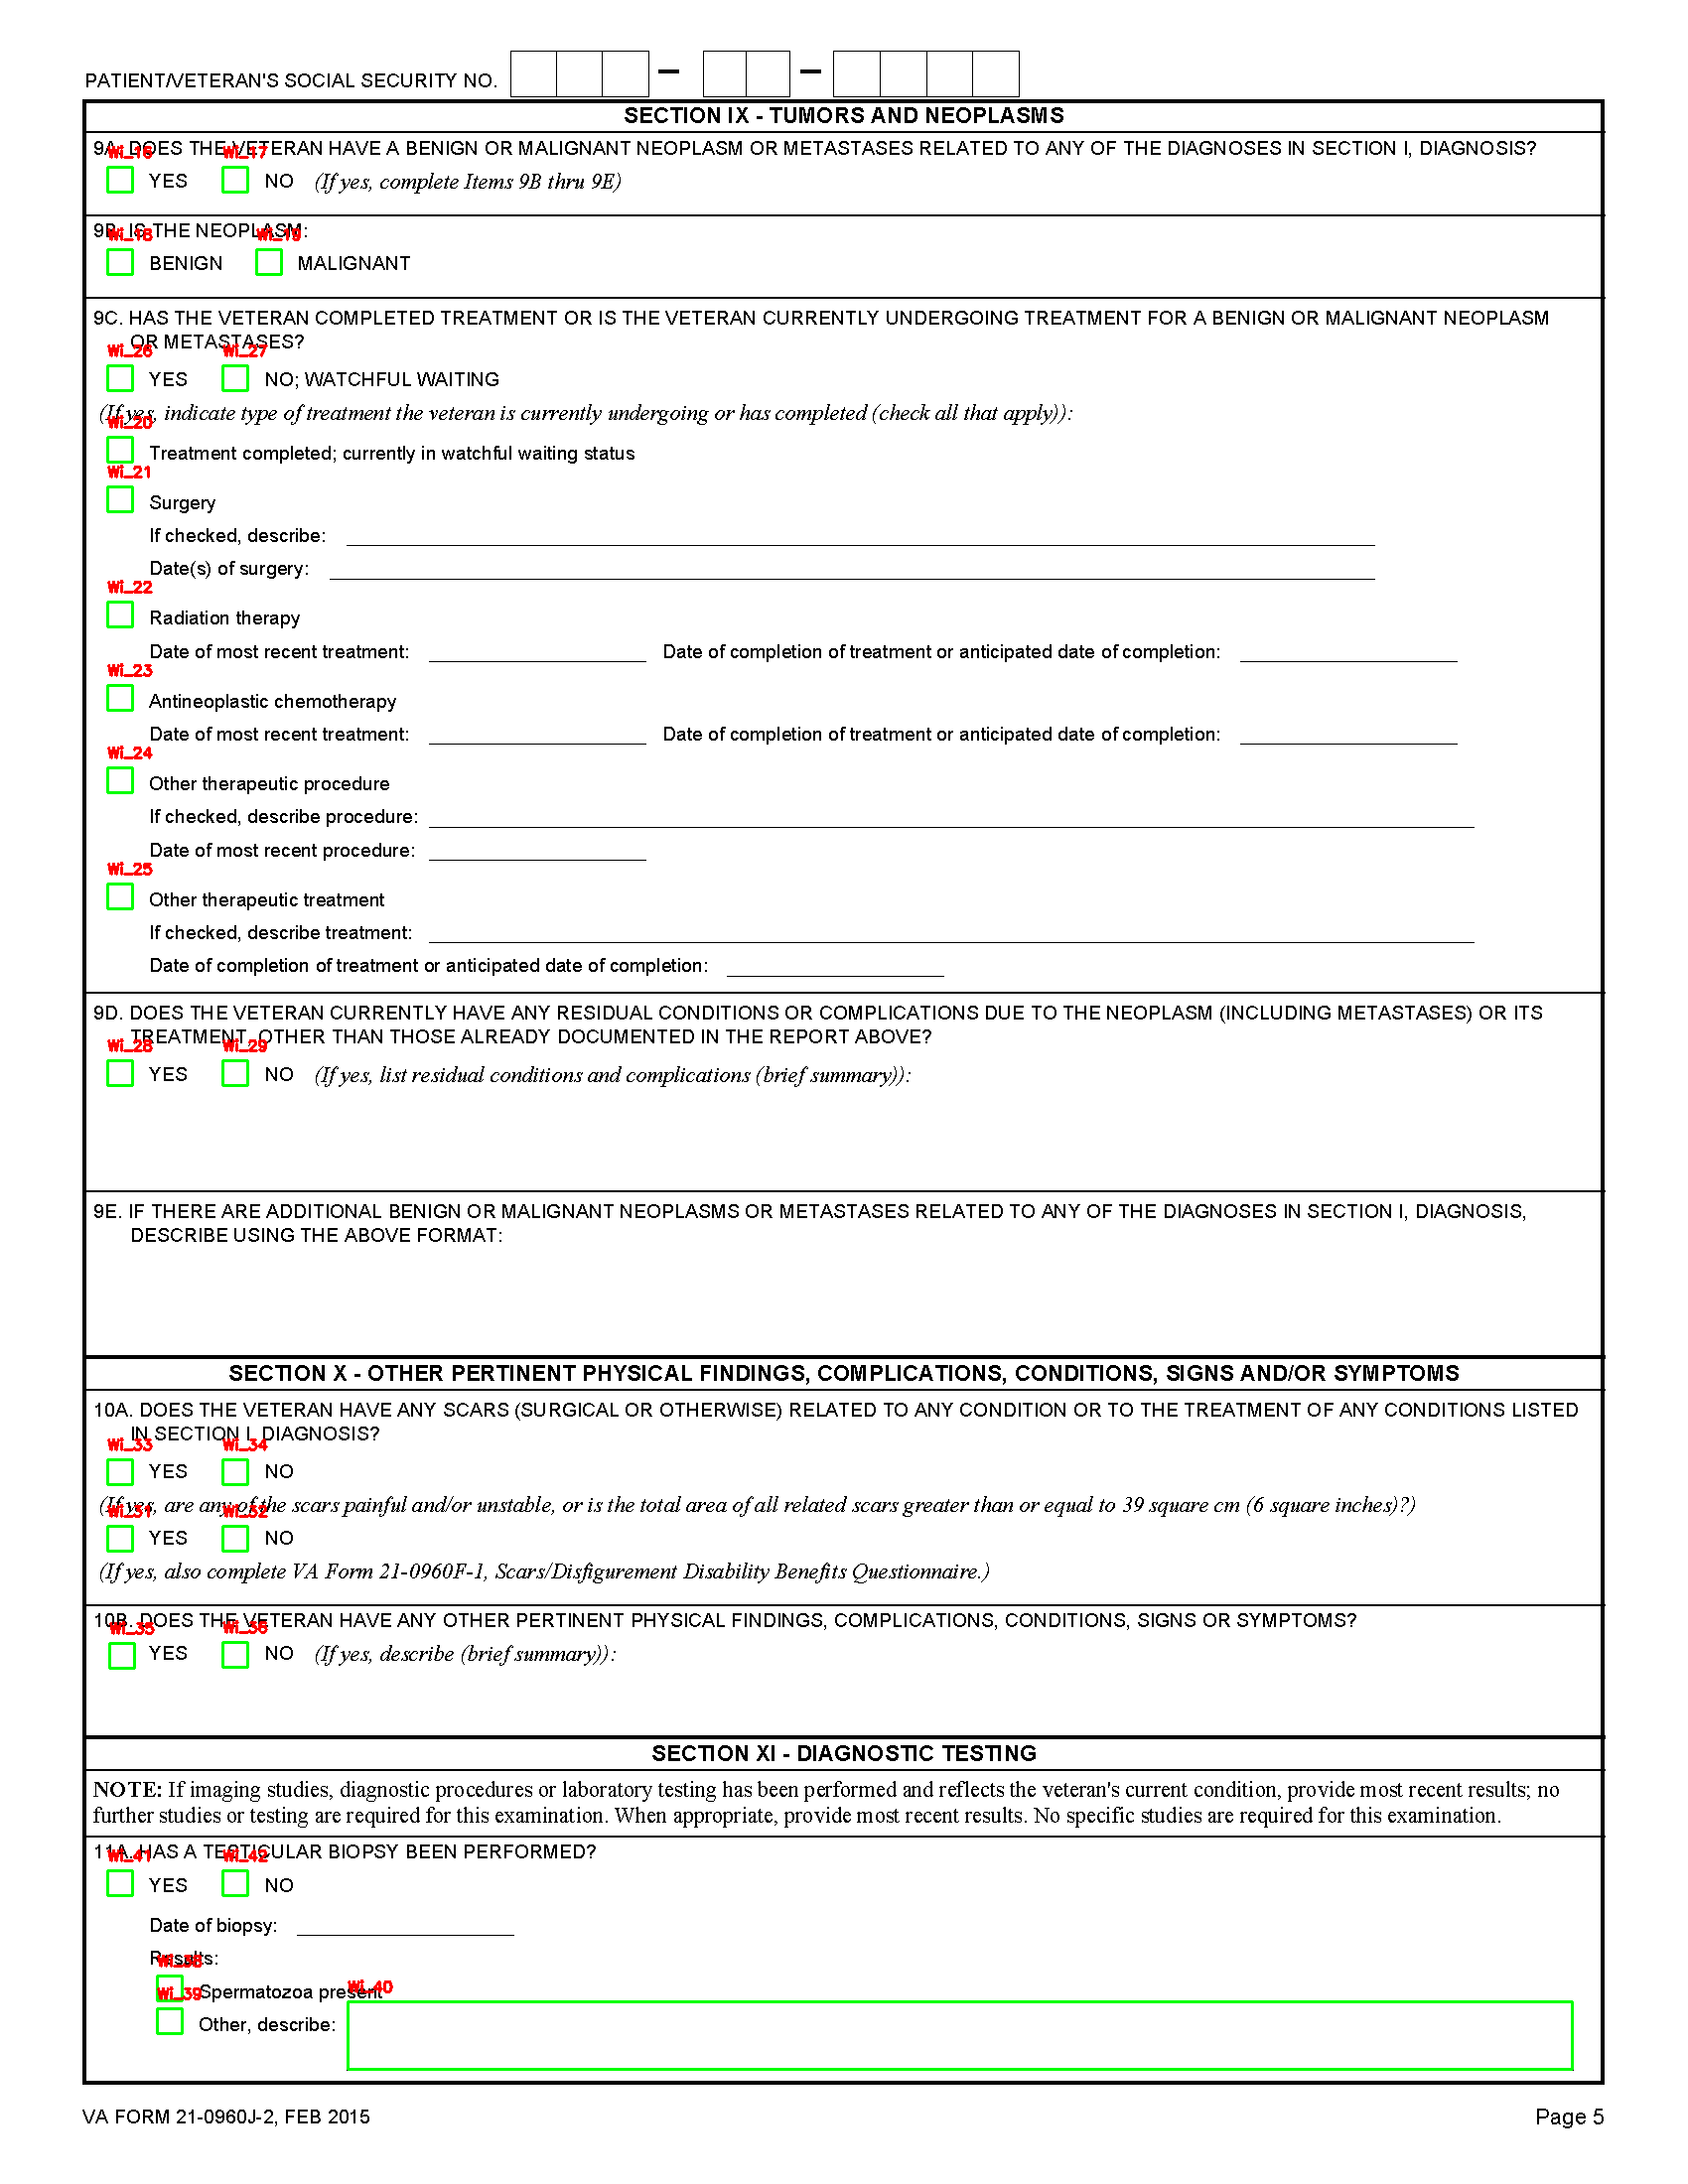 PATIENT/VETERAN'S SOCIAL SECURITY NO.
SECTION IX - TUMORS AND NEOPLASMS
9A. DOES THE VETERAN HAVE A BENIGN OR MALIGNANT NEOPLASM OR METASTASES RELATED TO ANY OF THE DIAGNOSES IN SECTION I, DIAGNOSIS?
Wi_16 Wi_17
YES NO (If yes, complete Items 9B thru 9E)
9B. IS THE NEOPLASM:
Wi_18 Wi_19
BENIGN MALIGNANT
9C. HAS THE VETERAN COMPLETED TREATMENT OR IS THE VETERAN CURRENTLY UNDERGOING TREATMENT FOR A BENIGN OR MALIGNANT NEOPLASM
OR METASTASES?
Wi_26 Wi_27
YES NO; WATCHFUL WAITING
(If yes, indicate type of treatment the veteran is currently undergoing or has completed (check all that apply)):
Wi_20
Treatment completed; currently in watchful waiting status
Wi_21
Surgery
If checked, describe:
Date(s) of surgery:
Wi_22
Radiation therapy
Date of most recent treatment: Date of completion of treatment or anticipated date of completion:
Wi_23
Antineoplastic chemotherapy
Date of most recent treatment: Date of completion of treatment or anticipated date of completion:
Wi_24
Other therapeutic procedure
If checked, describe procedure:
Date of most recent procedure:
Wi_25
Other therapeutic treatment
If checked, describe treatment:
Date of completion of treatment or anticipated date of completion:
9D. DOES THE VETERAN CURRENTLY HAVE ANY RESIDUAL CONDITIONS OR COMPLICATIONS DUE TO THE NEOPLASM (INCLUDING METASTASES) OR ITS
TREATMENT, OTHER THAN THOSE ALREADY DOCUMENTED IN THE REPORT ABOVE?
Wi_28 Wi_29
YES NO (If yes, list residual conditions and complications (brief summary)):
9E. IF THERE ARE ADDITIONAL BENIGN OR MALIGNANT NEOPLASMS OR METASTASES RELATED TO ANY OF THE DIAGNOSES IN SECTION I, DIAGNOSIS,
DESCRIBE USING THE ABOVE FORMAT:
SECTION X - OTHER PERTINENT PHYSICAL FINDINGS, COMPLICATIONS, CONDITIONS, SIGNS AND/OR SYMPTOMS
10A. DOES THE VETERAN HAVE ANY SCARS (SURGICAL OR OTHERWISE) RELATED TO ANY CONDITION OR TO THE TREATMENT OF ANY CONDITIONS LISTED
IN SECTION I, DIAGNOSIS?
Wi_33 Wi_34
YES NO
(If yes, are any of the scars painful and/or unstable, or is the total area of all related scars greater than or equal to 39 square cm (6 square inches)?)
Wi_31 Wi_32
YES NO
(If yes, also complete VA Form 21-0960F-1, Scars/Disfigurement Disability Benefits Questionnaire.)
10B. DOES THE VETERAN HAVE ANY OTHER PERTINENT PHYSICAL FINDINGS, COMPLICATIONS, CONDITIONS, SIGNS OR SYMPTOMS?
Wi_35 Wi_36
YES NO (If yes, describe (brief summary)):
SECTION XI - DIAGNOSTIC TESTING
NOTE: If imaging studies, diagnostic procedures or laboratory testing has been performed and reflects the veteran's current condition, provide most recent results; no
further studies or testing are required for this examination. When appropriate, provide most recent results. No specific studies are required for this examination.
11A. HAS A TESTICULAR BIOPSY BEEN PERFORMED?
Wi_41 Wi_42
YES NO
Date of biopsy:
Results:
Wi_38
Spermatozoa present
Wi_39 Wi_40
Other, describe:
VA FORM 21-0960J-2, FEB 2015 Page 5